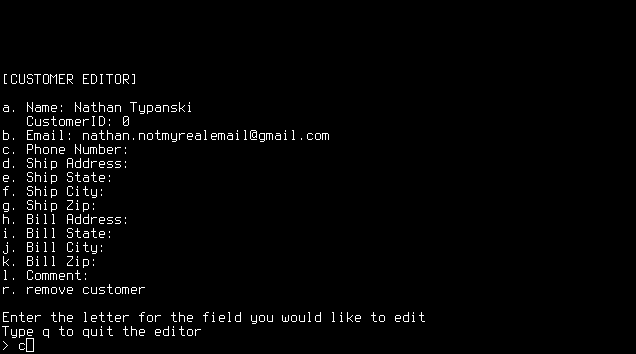 [CUSTOMER EDITOR]
a. Name: Nathan Typanski
CustomerID: 0
b. Email: nathan.notmyrealemail@gmail.com
c. Phone Number:
d. Ship Address:
e. Ship State:
f. Ship City:
g. Ship Zip:
h. Bill Address:
i. Bill State:
j. Bill City:
k. Bill Zip:
l. Comment:
r. remove customer
Enter the letter for the field you would like to edit
Type q to quit the editor
> c